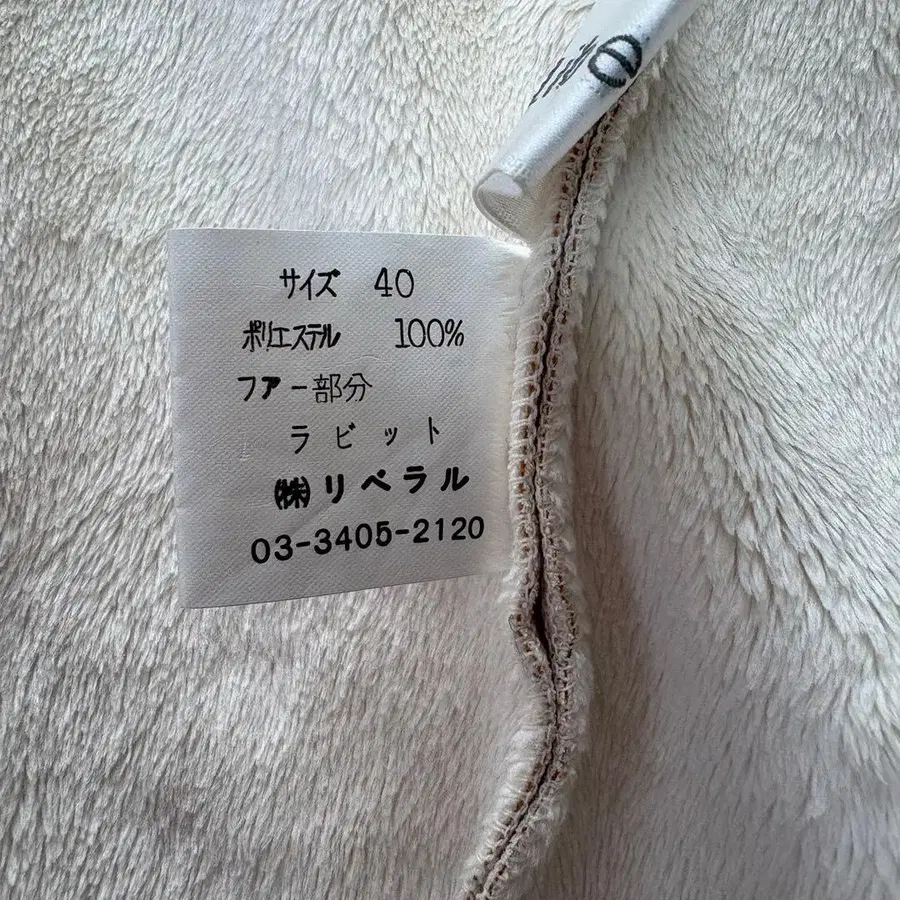 サイズ 40
ポリエステル 100%
ファー部分
ラビット
㈱リベラル
03-3405-2120